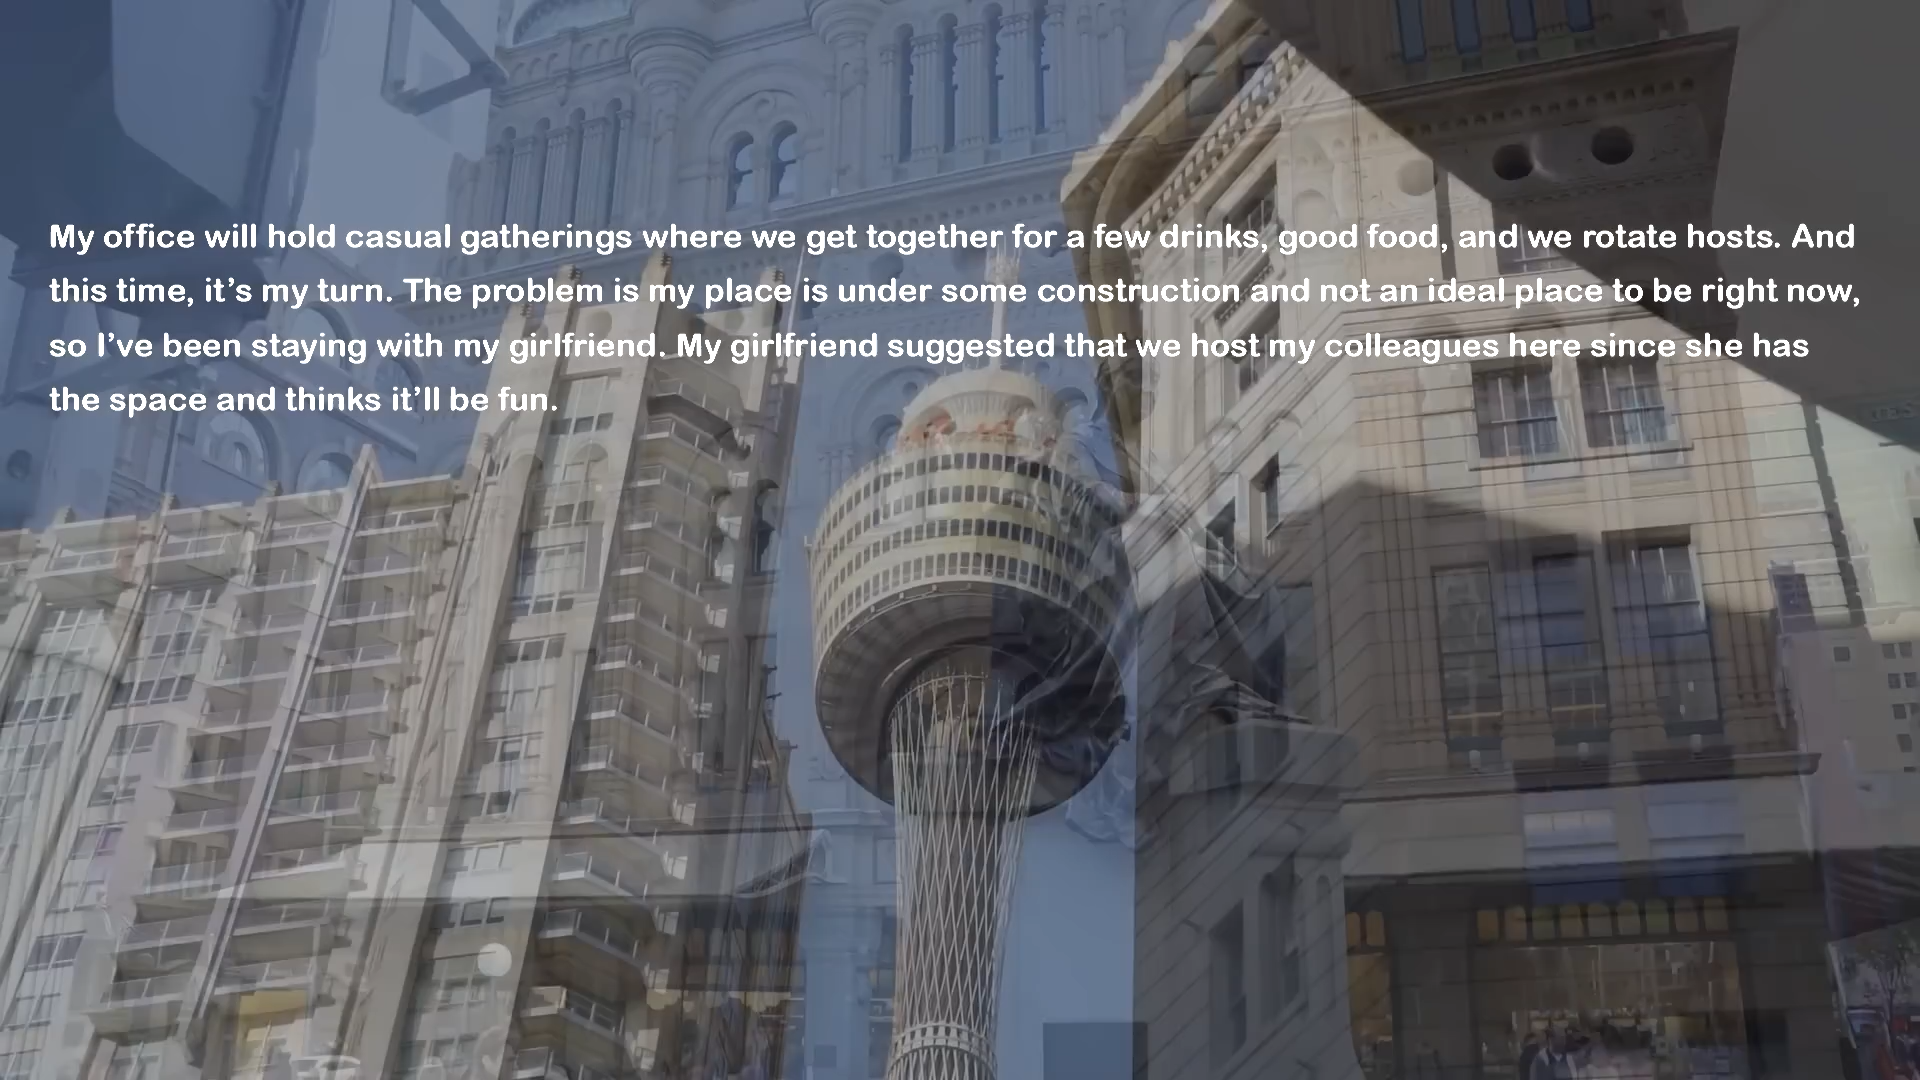 My office will hold casual gatherings where we get together for a few drinks, good food, and we rotate hosts. And
this time, it's my turn. The problem is my place is under some construction and not an ideal place to be right now,
so I've been staying with my girlfriend. My girlfriend suggested that we host my colleagues here since she has
the space and thinks it'll be fun.